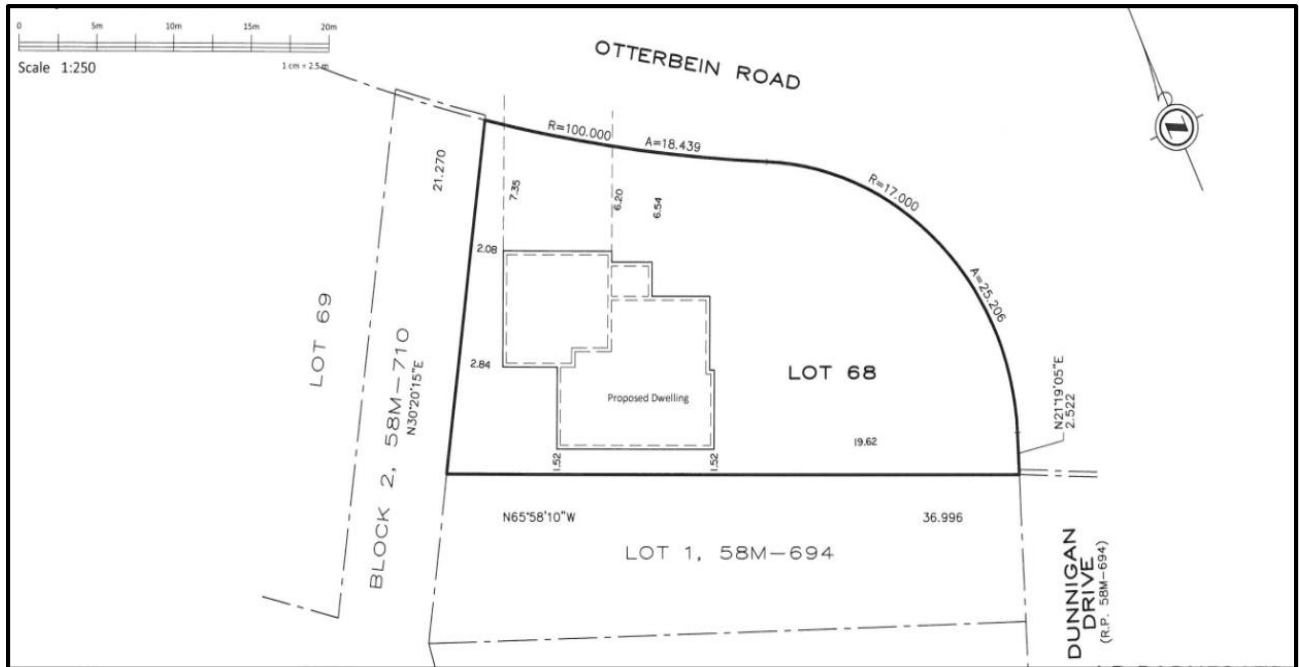 0 5m 10m 15m 20m
Scale 1:250
1 cm = 2.5 m
OTTERBEIN ROAD
R=100.000
A=18.439
21.270
7.35
6.20
6.54
R=17.000
A=25.206
2.08
2.84
LOT 69
BLOCK 2, 58M-710
N30°20'15"E
LOT 68
Proposed Dwelling
19.62
N21°19'05"E
2.522
1.52
1.52
N65°58'10"W
36.996
LOT 1, 58M-694
DUNNIGAN
DRIVE
(R.P. 58M-694)